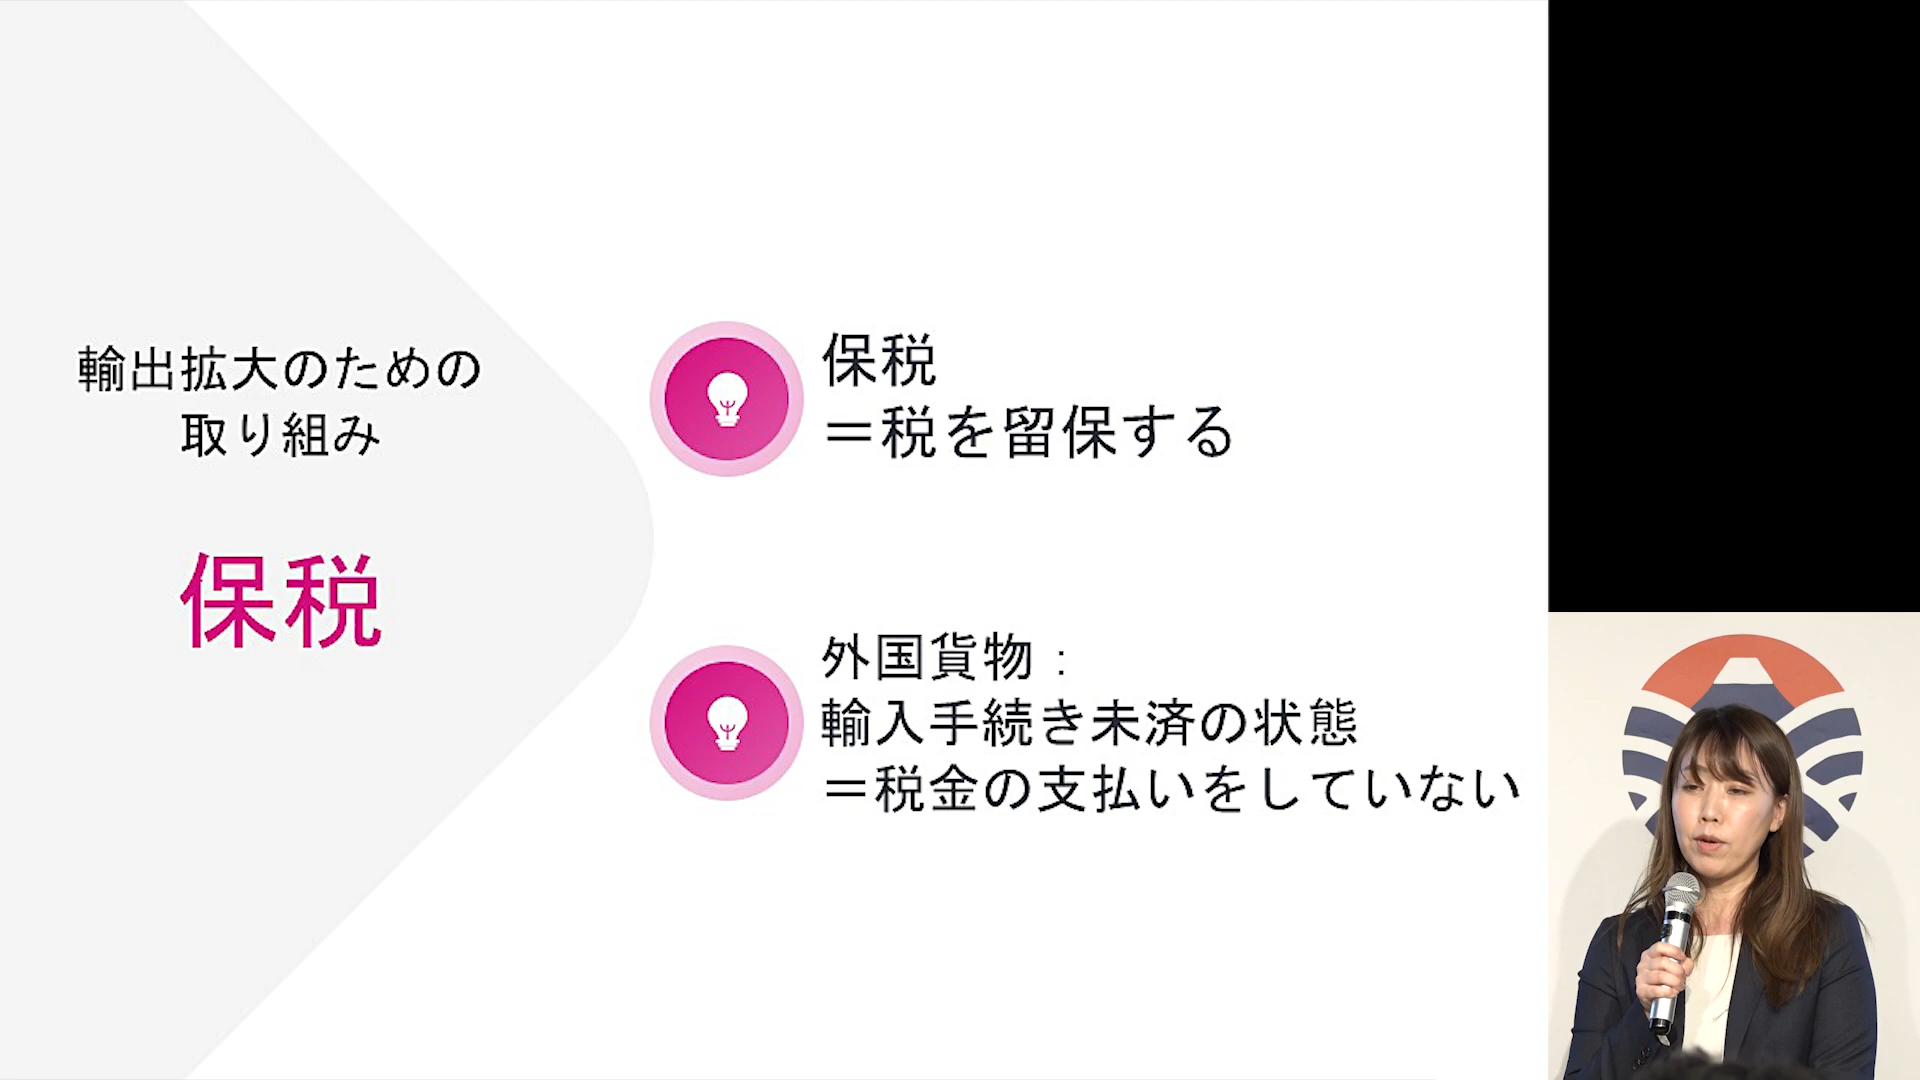 輸出拡大のための
取り組み
保税
保税
＝税を留保する
外国貨物：
輸入手続き未済の状態
＝税金の支払いをしていない